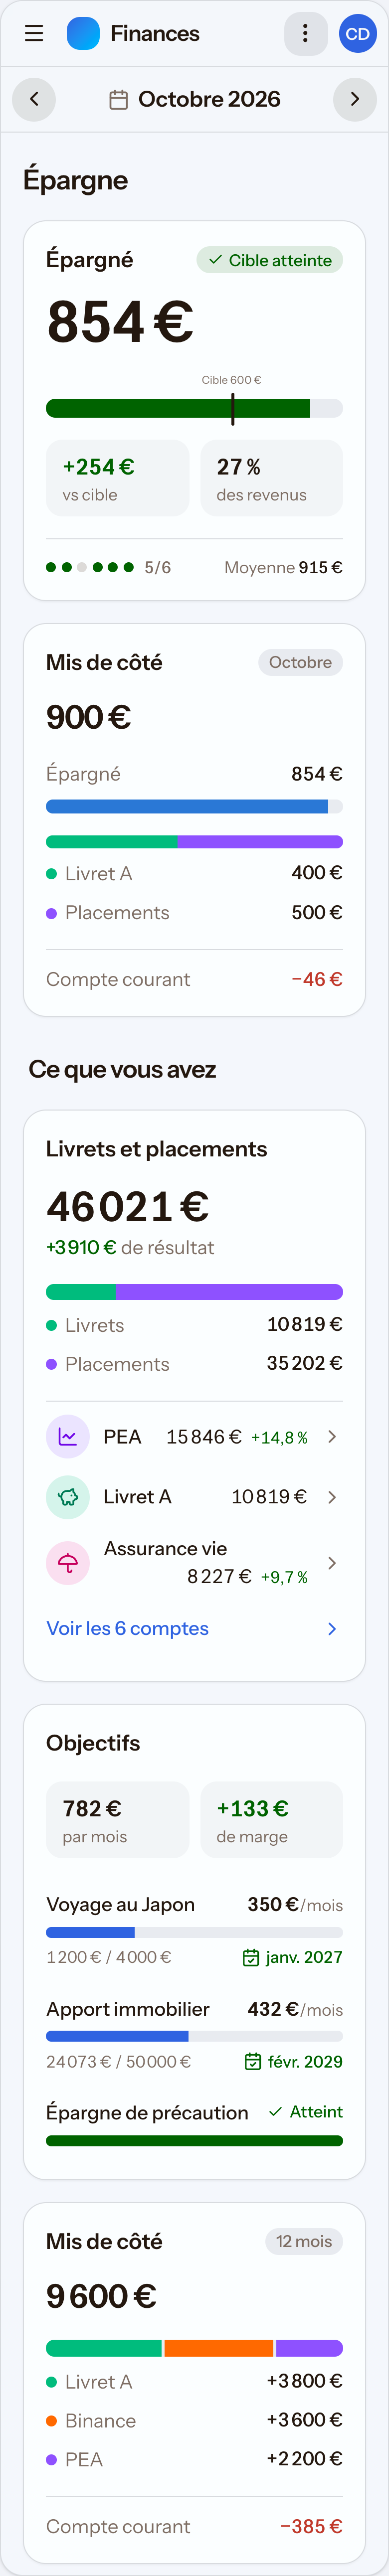 Finances
CD
Octobre 2026
Épargne
Épargné
Cible atteinte
854 €
Cible 600 €
+254 €
vs cible
27 %
des revenus
5/6
Moyenne 915 €
Mis de côté
Octobre
900 €
Épargné 854 €
Livret A 400 €
Placements 500 €
Compte courant −46 €
Ce que vous avez
Livrets et placements
46 021 €
+3 910 € de résultat
Livrets 10 819 €
Placements 35 202 €
PEA 15 846 € +14,8 %
Livret A 10 819 €
Assurance vie
8 227 € +9,7 %
Voir les 6 comptes
Objectifs
782 €
par mois
+133 €
de marge
Voyage au Japon 350 €/mois
1 200 € / 4 000 € janv. 2027
Apport immobilier 432 €/mois
24 073 € / 50 000 € févr. 2029
Épargne de précaution Atteint
Mis de côté
12 mois
9 600 €
Livret A +3 800 €
Binance +3 600 €
PEA +2 200 €
Compte courant −385 €